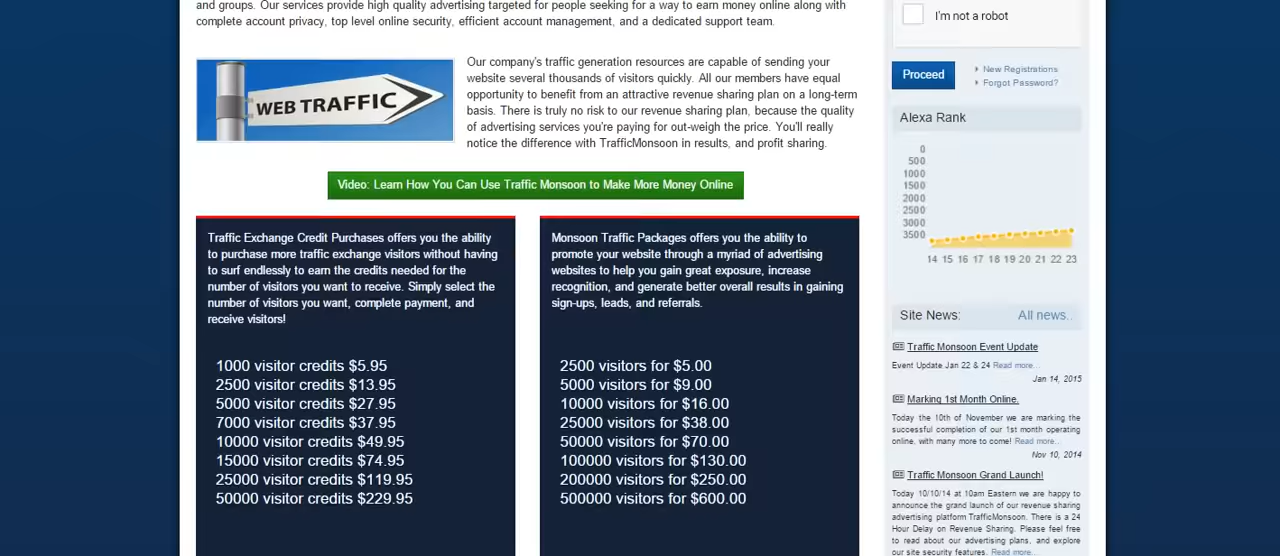 and groups. Our services provide high quality advertising targeted for people seeking for a way to earn money online along with
complete account privacy, top level online security, efficient account management, and a dedicated support team.
WEB TRAFFIC
Our company's traffic generation resources are capable of sending your
website several thousands of visitors quickly. All our members have equal
opportunity to benefit from an attractive revenue sharing plan on a long-term
basis. There is truly no risk to our revenue sharing plan, because the quality
of advertising services you're paying for out-weigh the price. You'll really
notice the difference with TrafficMonsoon in results, and profit sharing.
Video: Learn How You Can Use Traffic Monsoon to Make More Money Online
Traffic Exchange Credit Purchases offers you the ability
to purchase more traffic exchange visitors without having
to surf endlessly to earn the credits needed for the
number of visitors you want to receive. Simply select the
number of visitors you want, complete payment, and
receive visitors!
1000 visitor credits $5.95
2500 visitor credits $13.95
5000 visitor credits $27.95
7000 visitor credits $37.95
10000 visitor credits $49.95
15000 visitor credits $74.95
25000 visitor credits $119.95
50000 visitor credits $229.95
Monsoon Traffic Packages offers you the ability to
promote your website through a myriad of advertising
websites to help you gain great exposure, increase
recognition, and generate better overall results in gaining
sign-ups, leads, and referrals.
2500 visitors for $5.00
5000 visitors for $9.00
10000 visitors for $16.00
25000 visitors for $38.00
50000 visitors for $70.00
100000 visitors for $130.00
200000 visitors for $250.00
500000 visitors for $600.00
I'm not a robot
Proceed
New Registrations
Forgot Password?
Alexa Rank
0
500
1000
1500
2000
2500
3000
3500
14 15 16 17 18 19 20 21 22 23
Site News: All news..
Traffic Monsoon Event Update
Event Update Jan 22 & 24 Read more...
Jan 14, 2015
Marking 1st Month Online.
Today the 10th of November we are marking the
successful completion of our 1st month operating
online, with many more to come! Read more...
Nov 10, 2014
Traffic Monsoon Grand Launch!
Today 10/10/14 at 10am Eastern we are happy to
announce the grand launch of our revenue sharing
advertising platform TrafficMonsoon. There is a 24
Hour Delay on Revenue Sharing. Please feel free
to read about our advertising plans, and explore
our site security features. Read more...